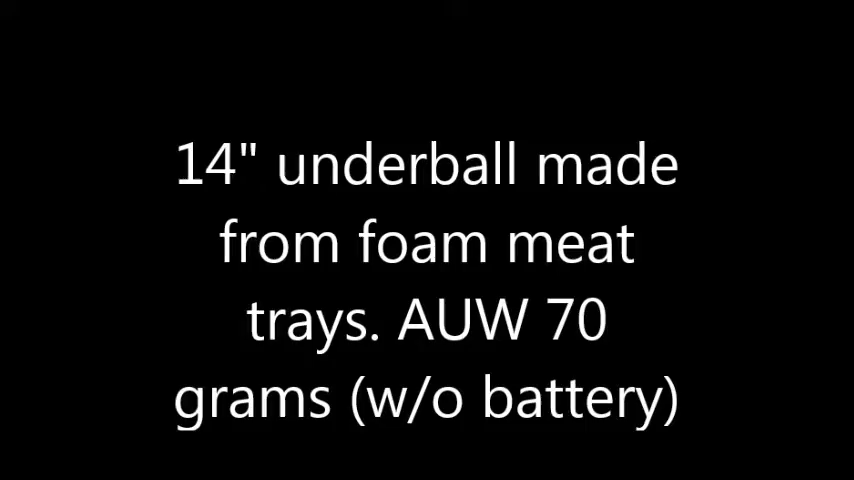 14" underball made
from foam meat
trays. AUW 70
grams (w/o battery)